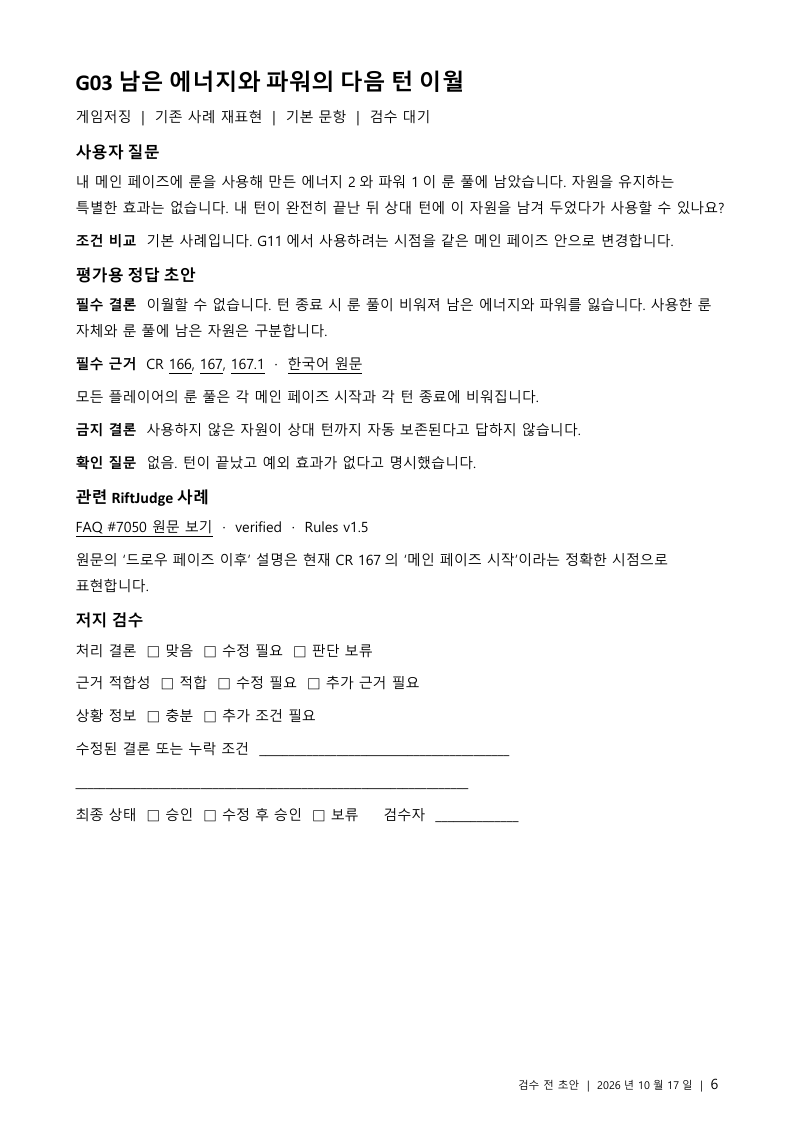 G03 남은 에너지와 파워의 다음 턴 이월
게임저징 | 기존 사례 재표현 | 기본 문항 | 검수 대기
사용자 질문
내 메인 페이즈에 룬을 사용해 만든 에너지 2 와 파워 1 이 룬 풀에 남았습니다. 자원을 유지하는
특별한 효과는 없습니다. 내 턴이 완전히 끝난 뒤 상대 턴에 이 자원을 남겨 두었다가 사용할 수 있나요?
조건 비교 기본 사례입니다. G11 에서 사용하려는 시점을 같은 메인 페이즈 안으로 변경합니다.
평가용 정답 초안
필수 결론 이월할 수 없습니다. 턴 종료 시 룬 풀이 비워져 남은 에너지와 파워를 잃습니다. 사용한 룬
자체와 룬 풀에 남은 자원은 구분합니다.
필수 근거 CR 166, 167, 167.1 · 한국어 원문
모든 플레이어의 룬 풀은 각 메인 페이즈 시작과 각 턴 종료에 비워집니다.
금지 결론 사용하지 않은 자원이 상대 턴까지 자동 보존된다고 답하지 않습니다.
확인 질문 없음. 턴이 끝났고 예외 효과가 없다고 명시했습니다.
관련 RiftJudge 사례
FAQ #7050 원문 보기 · verified · Rules v1.5
원문의 ‘드로우 페이즈 이후’ 설명은 현재 CR 167 의 ‘메인 페이즈 시작’이라는 정확한 시점으로
표현합니다.
저지 검수
처리 결론 □ 맞음 □ 수정 필요 □ 판단 보류
근거 적합성 □ 적합 □ 수정 필요 □ 추가 근거 필요
상황 정보 □ 충분 □ 추가 조건 필요
수정된 결론 또는 누락 조건 ______________________________
_______________________________________________
최종 상태 □ 승인 □ 수정 후 승인 □ 보류 검수자 __________
검수 전 초안 | 2026 년 10 월 17 일 | 6